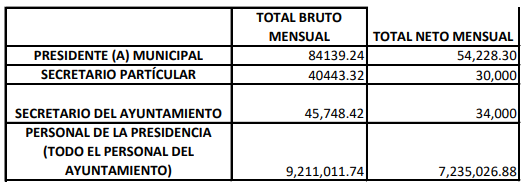 TOTAL BRUTO
MENSUAL TOTAL NETO MENSUAL
PRESIDENTE (A) MUNICIPAL 84139.24 54,228.30
SECRETARIO PARTÍCULAR 40443.32 30,000
SECRETARIO DEL AYUNTAMIENTO 45,748.42 34,000
PERSONAL DE LA PRESIDENCIA
(TODO EL PERSONAL DEL
AYUNTAMIENTO) 9,211,011.74 7,235,026.88